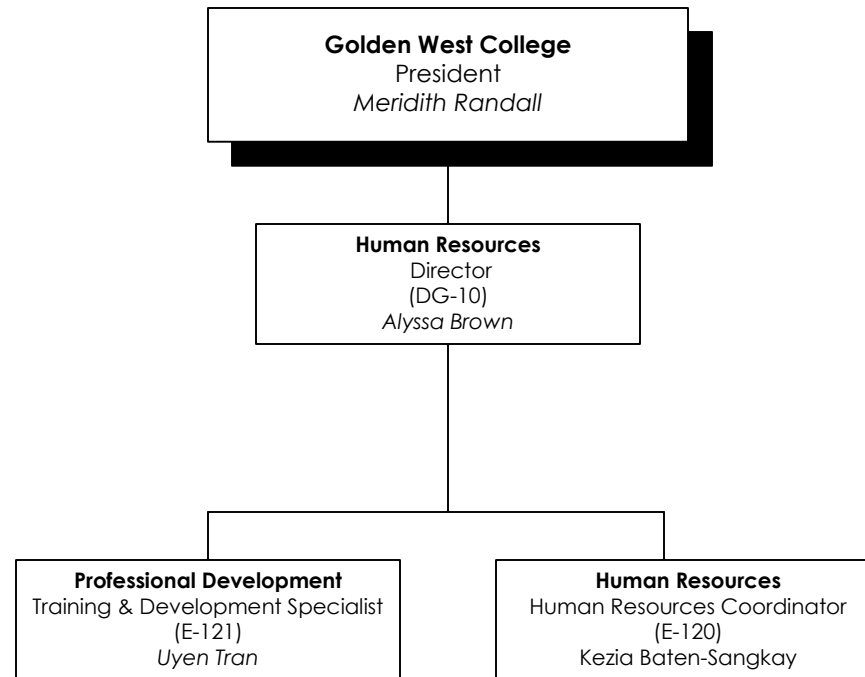 Golden West College
President
Meridith Randall
Human Resources
Director
(DG-10)
Alyssa Brown
Professional Development
Training & Development Specialist
(E-121)
Uyen Tran
Human Resources
Human Resources Coordinator
(E-120)
Kezia Baten-Sangkay